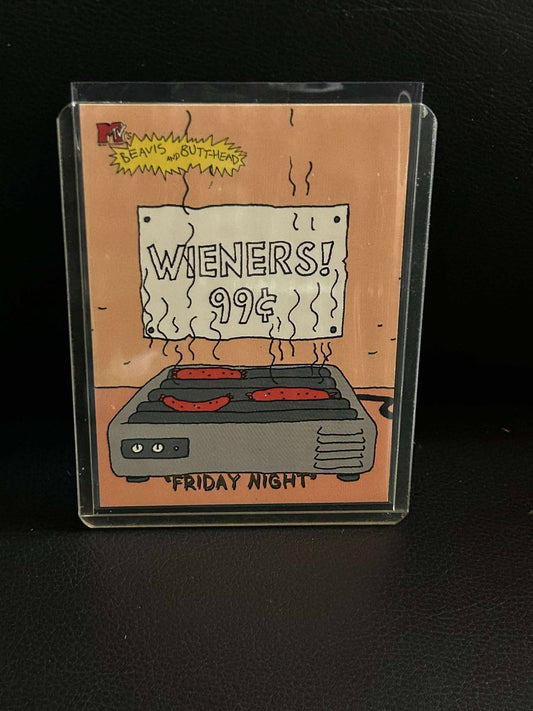 MTV's
BEAVIS AND BUTT-HEAD
WIENERS!
99¢
"FRIDAY NIGHT"